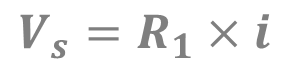 Vₛ = R₁ × i